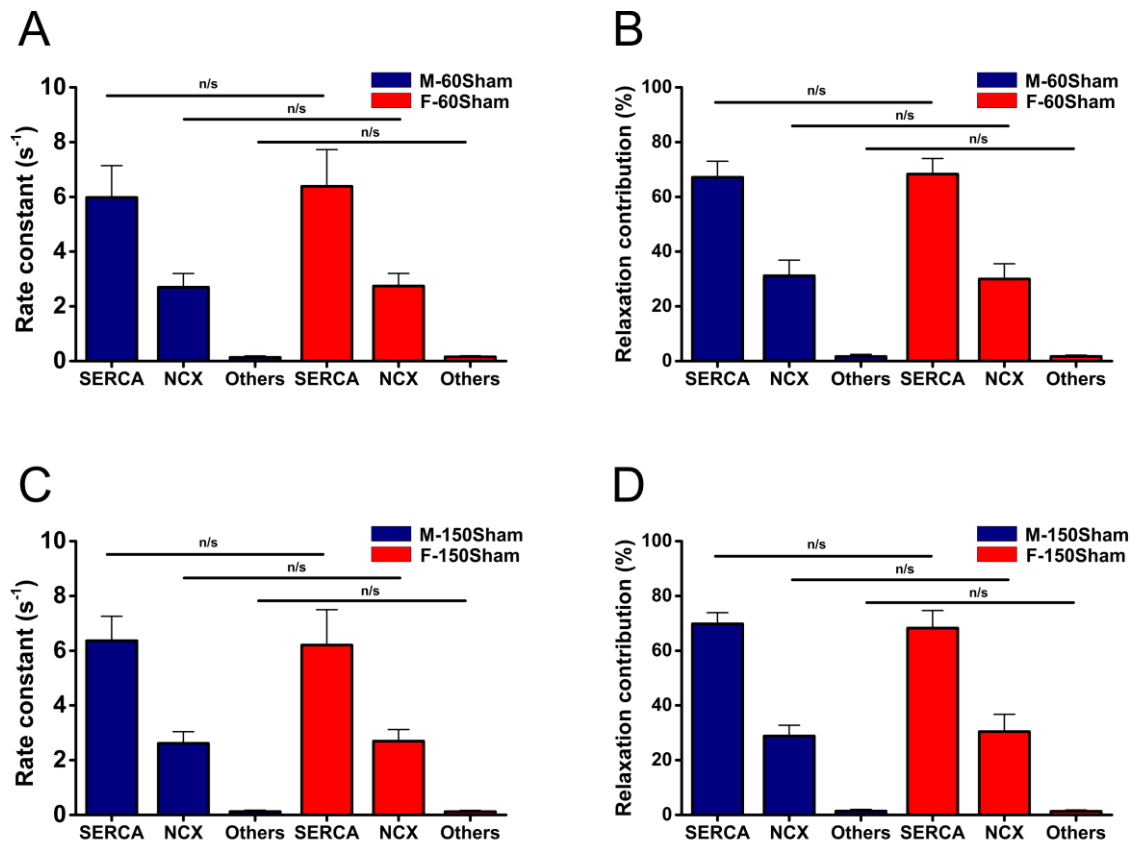 A
M-60Sham
F-60Sham
n/s
n/s
n/s
Rate constant (s⁻¹)
10
8
6
4
2
0
SERCA NCX Others SERCA NCX Others
B
M-60Sham
F-60Sham
n/s
n/s
n/s
Relaxation contribution (%)
100
80
60
40
20
0
SERCA NCX Others SERCA NCX Others
C
M-150Sham
F-150Sham
n/s
n/s
n/s
Rate constant (s⁻¹)
10
8
6
4
2
0
SERCA NCX Others SERCA NCX Others
D
M-150Sham
F-150Sham
n/s
n/s
n/s
Relaxation contribution (%)
100
80
60
40
20
0
SERCA NCX Others SERCA NCX Others